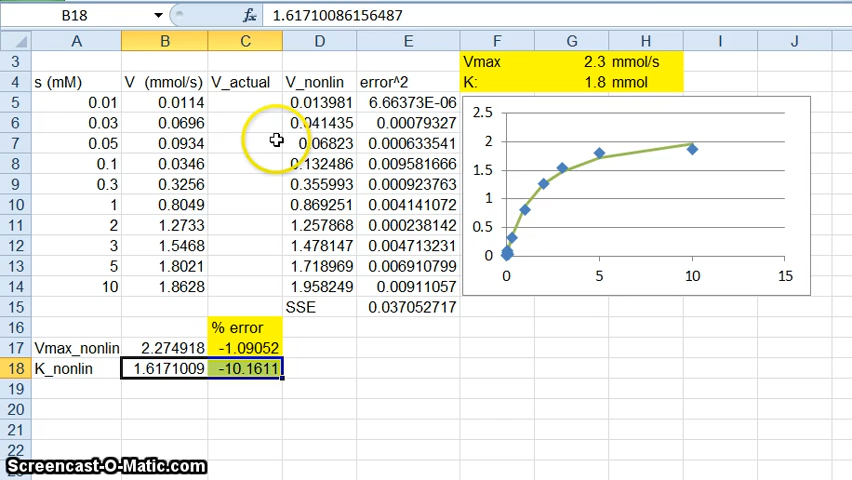 B18 fx 1.61710086156487
A B C D E F G H I J
3 Vmax 2.3 mmol/s
4 s (mM) V (mmol/s) V_actual V_nonlin error^2 K: 1.8 mmol
5 0.01 0.0114 0.013981 6.66373E-06
6 0.03 0.0696 0.041435 0.00079327
7 0.05 0.0934 0.06823 0.000633541
8 0.1 0.0346 0.132486 0.009581666
9 0.3 0.3256 0.355993 0.000923763
10 1 0.8049 0.869251 0.004141072
11 2 1.2733 1.257868 0.000238142
12 3 1.5468 1.478147 0.004713231
13 5 1.8021 1.718969 0.006910799
14 10 1.8628 1.958249 0.00911057
15 SSE 0.037052717
16 % error
17 Vmax_nonlin 2.274918 -1.09052
18 K_nonlin 1.6171009 -10.1611
19
20
21
22
2.5
2
1.5
1
0.5
0
0 5 10 15
Screencast-O-Matic.com